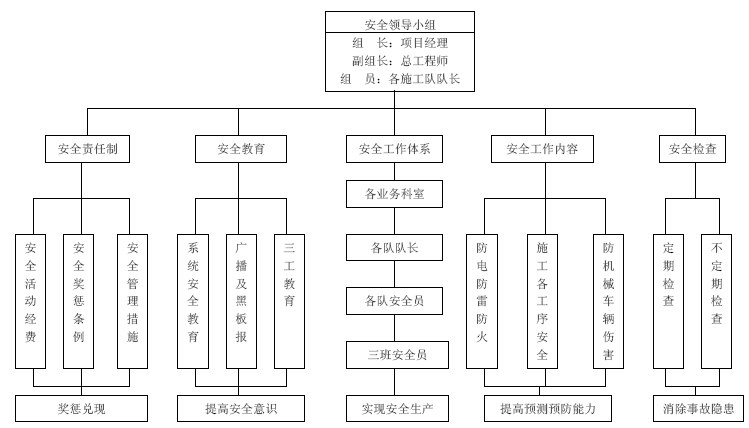 安全领导小组
组 长：项目经理
副组长：总工程师
组 员：各施工队队长
安全责任制
安全教育
安全工作体系
安全工作内容
安全检查
各业务科室
各队队长
各队安全员
三班安全员
安全活动经费
安全奖惩条例
安全管理措施
系统安全教育
广播及黑板报
三工教育
防电防雷防火
施工各工序安全
防机械车辆伤害
定期检查
不定期检查
奖惩兑现
提高安全意识
实现安全生产
提高预测预防能力
消除事故隐患